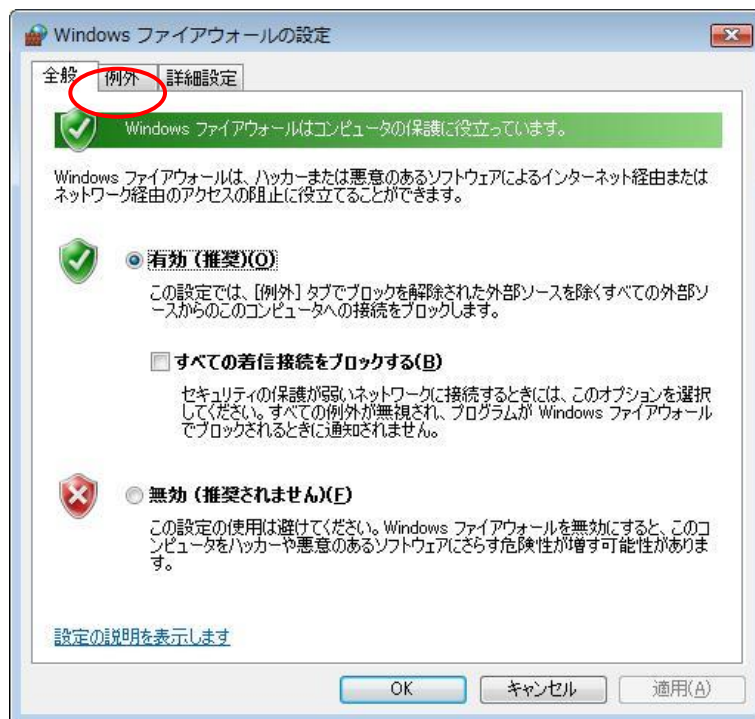 Windows ファイアウォールの設定
全般 例外 詳細設定
Windows ファイアウォールはコンピュータの保護に役立っています。
Windows ファイアウォールは、ハッカーまたは悪意のあるソフトウェアによるインターネット経由または
ネットワーク経由のアクセスの阻止に役立てることができます。
有効 (推奨)(O)
この設定では、[例外] タブでブロックを解除された外部ソースを除くすべての外部ソ
ースからのこのコンピュータへの接続をブロックします。
すべての着信接続をブロックする(B)
セキュリティの保護が弱いネットワークに接続するときには、このオプションを選択
してください。すべての例外が無視され、プログラムが Windows ファイアウォール
でブロックされるときに通知されません。
無効 (推奨されません)(F)
この設定の使用は避けてください。Windows ファイアウォールを無効にすると、このコ
ンピュータをハッカーや悪意のあるソフトウェアにさらす危険性が増す可能性がありま
す。
設定の説明を表示します
OK キャンセル 適用(A)